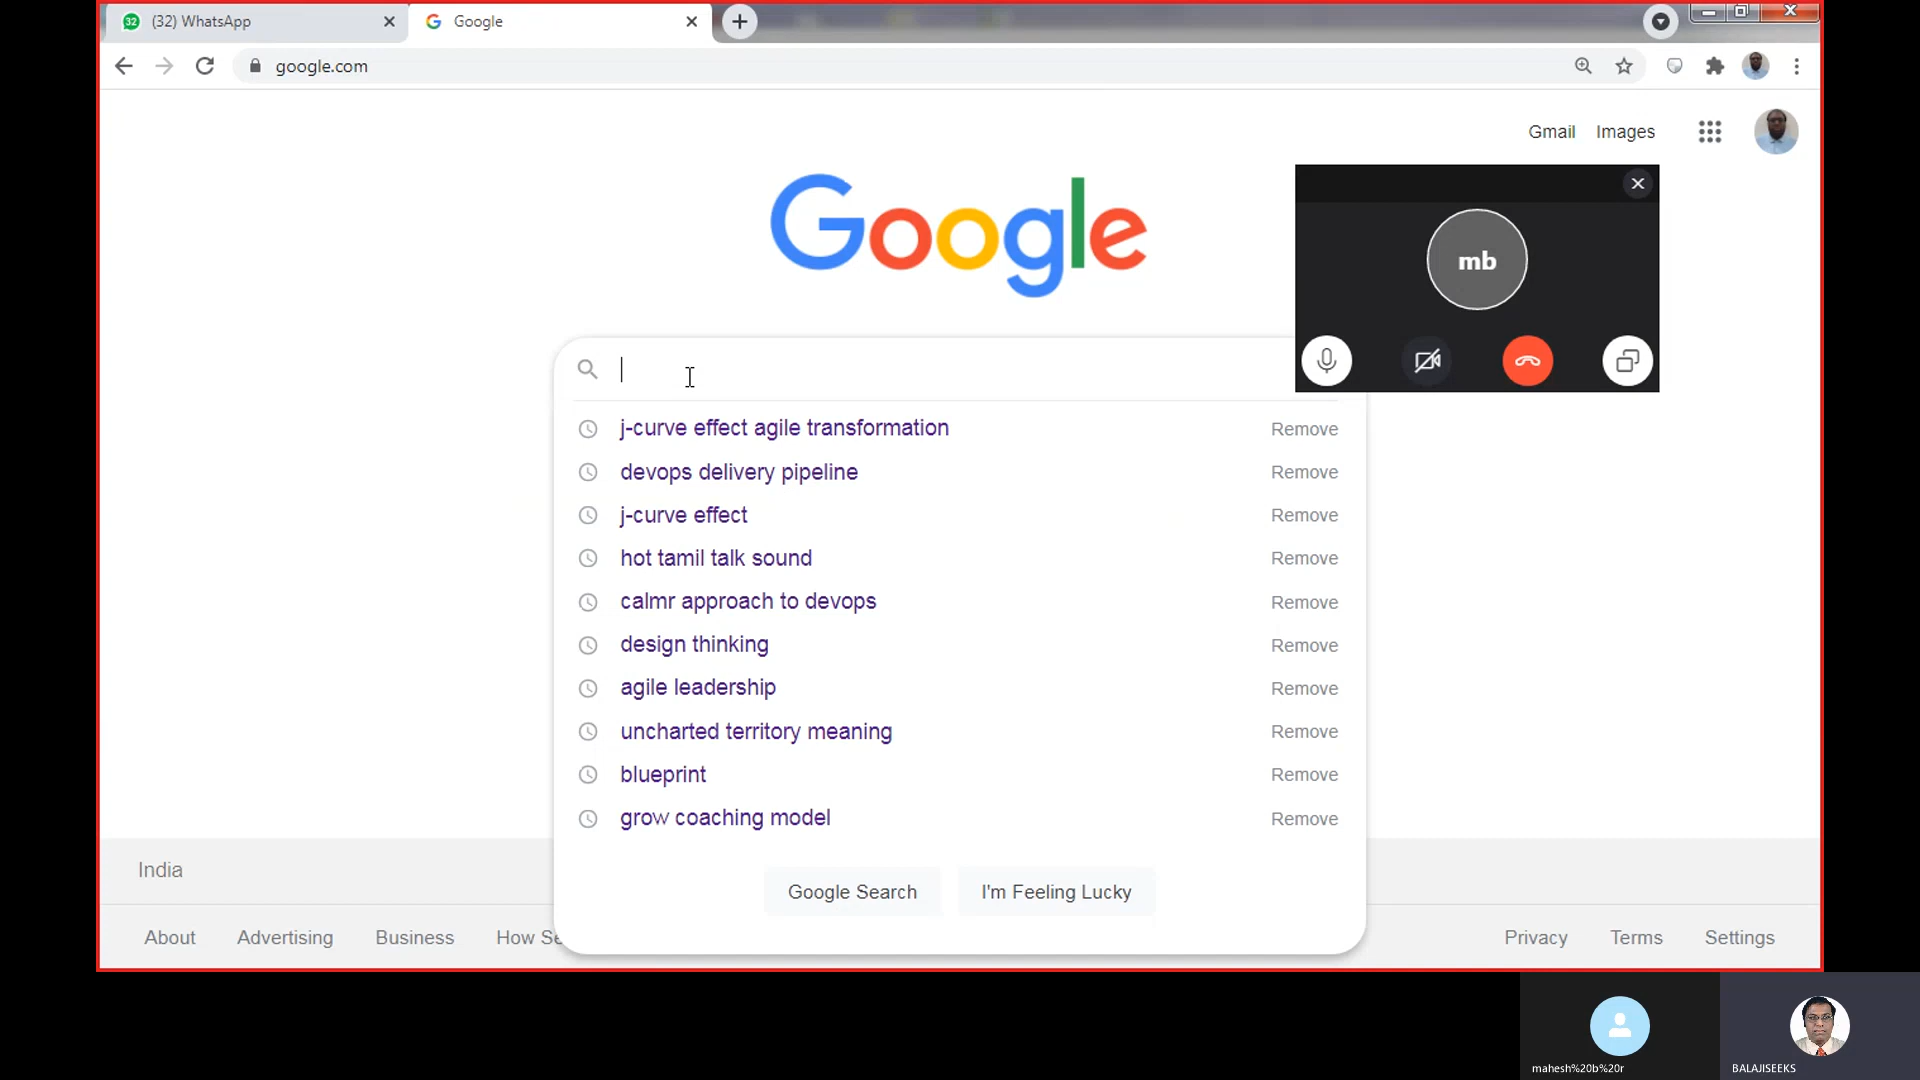 32 (32) WhatsApp
Google
google.com
Gmail Images
Google
mb
j-curve effect agile transformation Remove
devops delivery pipeline Remove
j-curve effect Remove
hot tamil talk sound Remove
calmr approach to devops Remove
design thinking Remove
agile leadership Remove
uncharted territory meaning Remove
blueprint Remove
grow coaching model Remove
India
Google Search I'm Feeling Lucky
About Advertising Business How Se Privacy Terms Settings
mahesh%20b%20r BALAJISEEKS